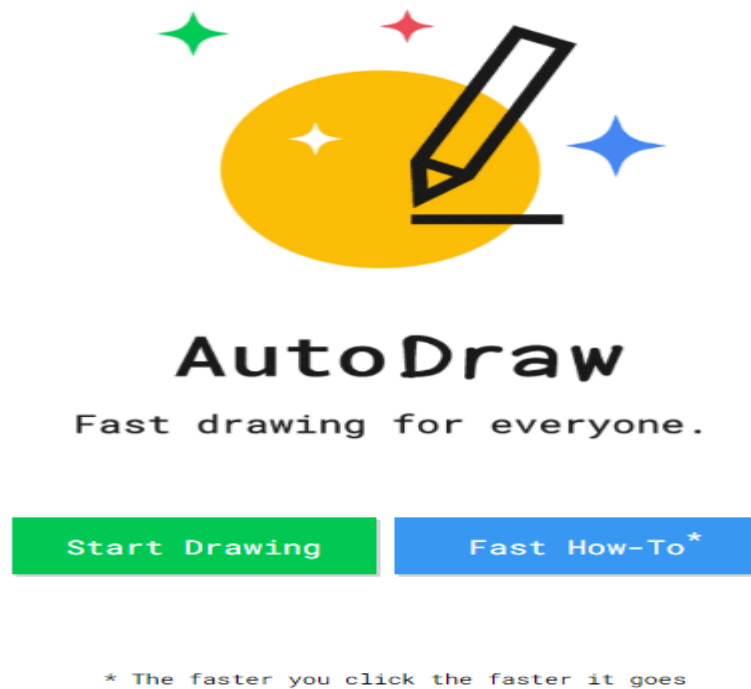 AutoDraw
Fast drawing for everyone.
Start Drawing
Fast How-To*
* The faster you click the faster it goes